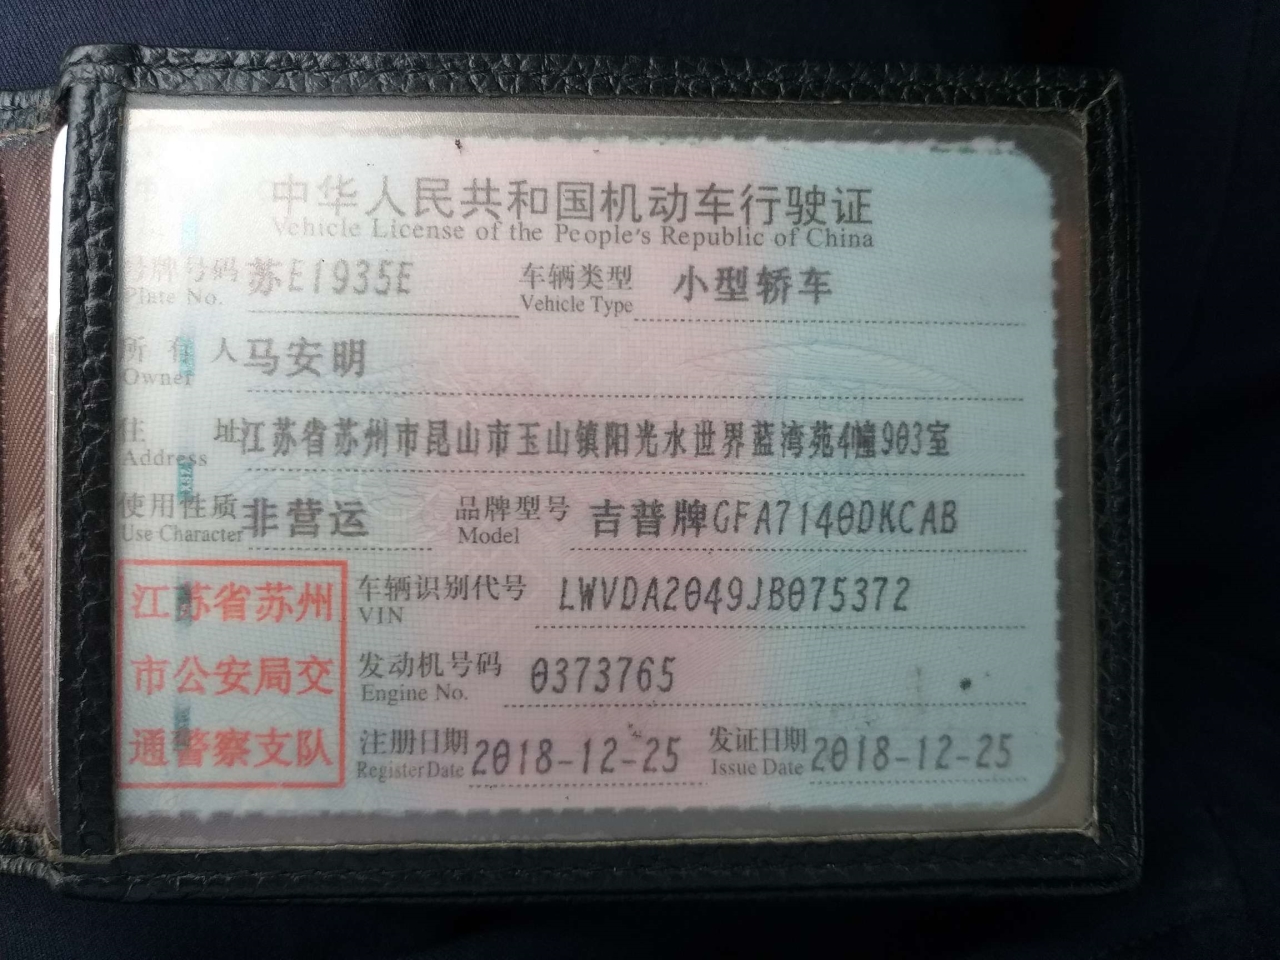 中华人民共和国机动车行驶证
Vehicle License of the People's Republic of China
号牌号码 苏E1935E 车辆类型 小型轿车
Plate No. Vehicle Type
所有人 马安明
Owner
住址 江苏省苏州市昆山市玉山镇阳光水世界蓝湾苑4幢903室
Address
使用性质 非营运 品牌型号 吉普牌GFA7140DKCAB
Use Character Model
江苏省苏州 车辆识别代号 LWVDA2049JB075372
VIN
市公安局交 发动机号码 0373765
Engine No.
通警察支队 注册日期 2018-12-25 发证日期 2018-12-25
Register Date Issue Date